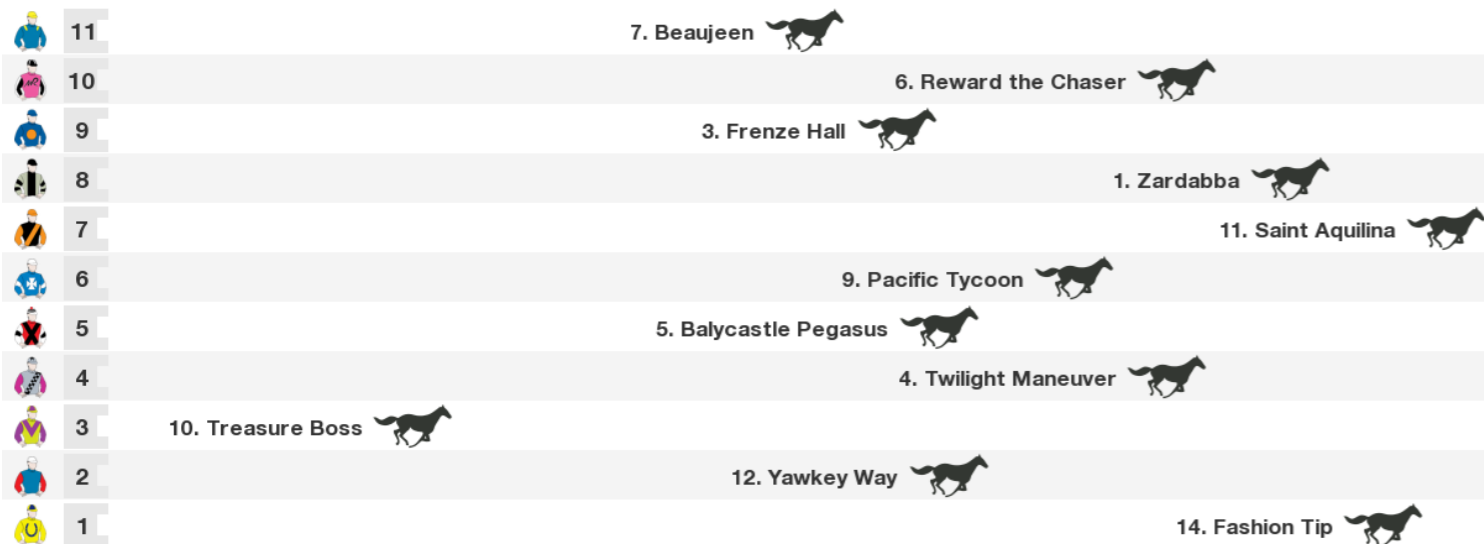 11 7. Beaujeen
10 6. Reward the Chaser
9 3. Frenze Hall
8 1. Zardabba
7 11. Saint Aquilina
6 9. Pacific Tycoon
5 5. Balycastle Pegasus
4 4. Twilight Maneuver
3 10. Treasure Boss
2 12. Yawkey Way
1 14. Fashion Tip